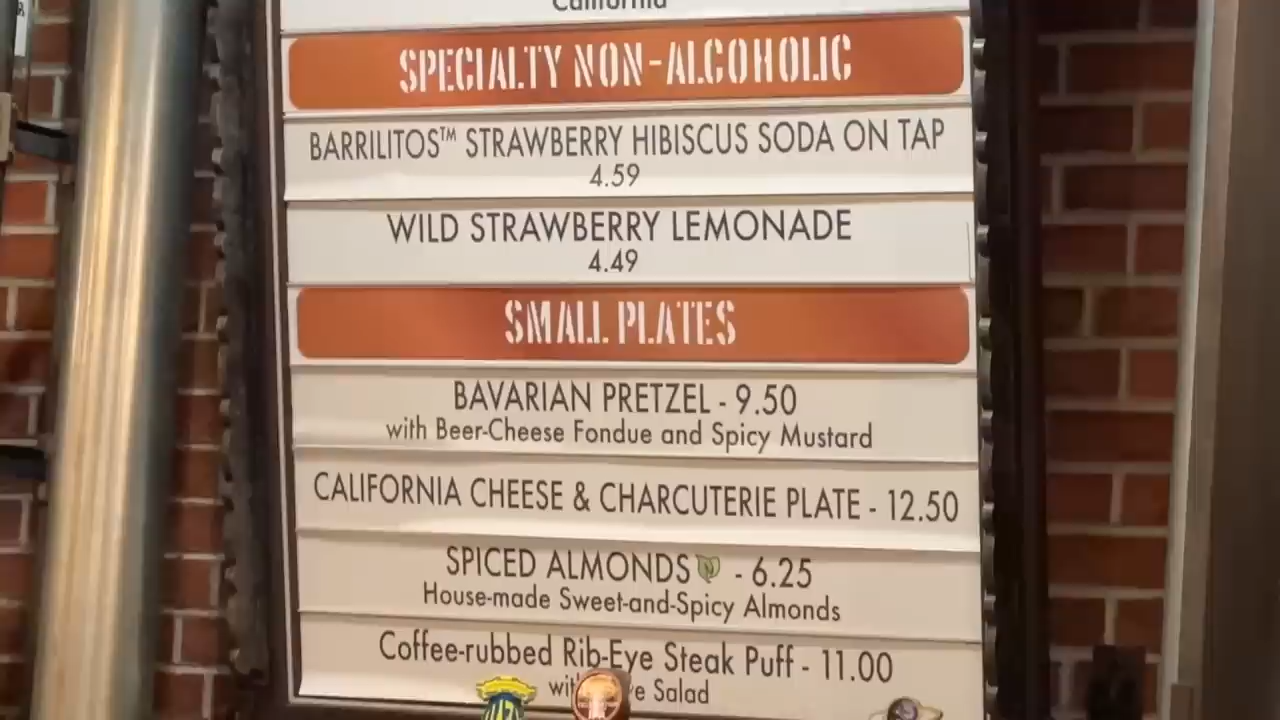 California
SPECIALTY NON-ALCOHOLIC
BARRILITOS™ STRAWBERRY HIBISCUS SODA ON TAP
4.59
WILD STRAWBERRY LEMONADE
4.49
SMALL PLATES
BAVARIAN PRETZEL - 9.50
with Beer-Cheese Fondue and Spicy Mustard
CALIFORNIA CHEESE & CHARCUTERIE PLATE - 12.50
SPICED ALMONDS - 6.25
House-made Sweet-and-Spicy Almonds
Coffee-rubbed Rib-Eye Steak Puff - 11.00
Salad